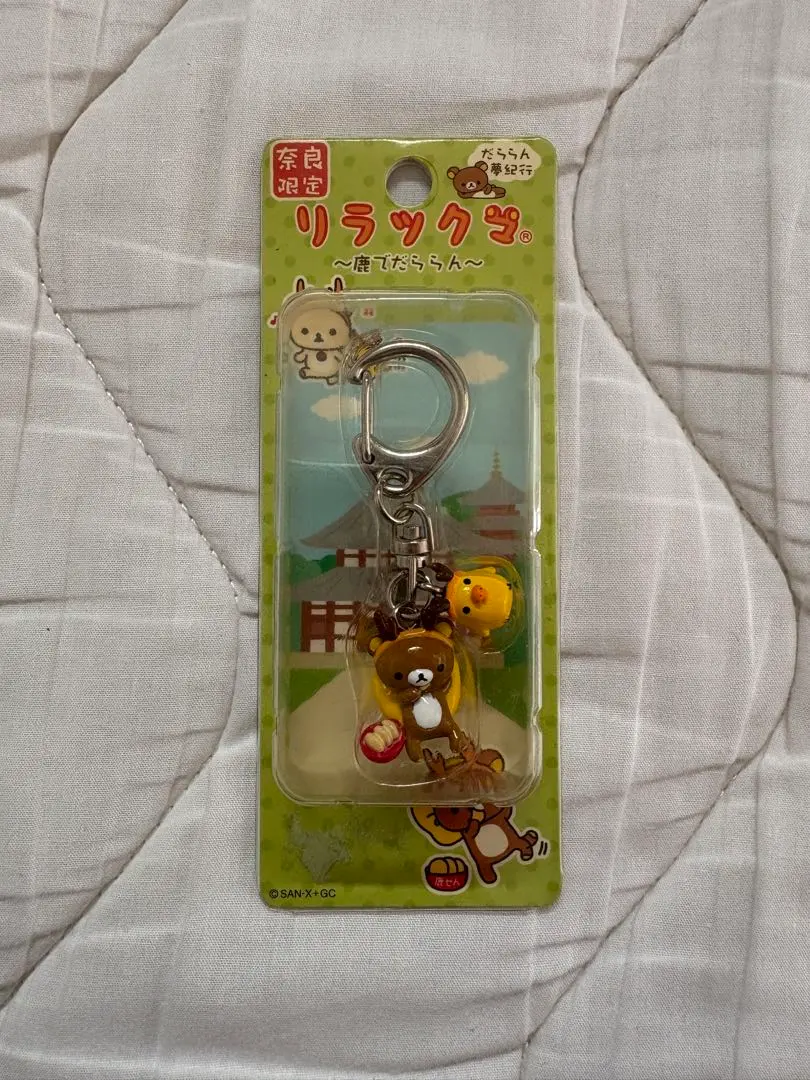 奈良
限定
だららん
夢紀行
リラックマ®
〜鹿でだららん〜
鹿せん
©SAN-X+GC